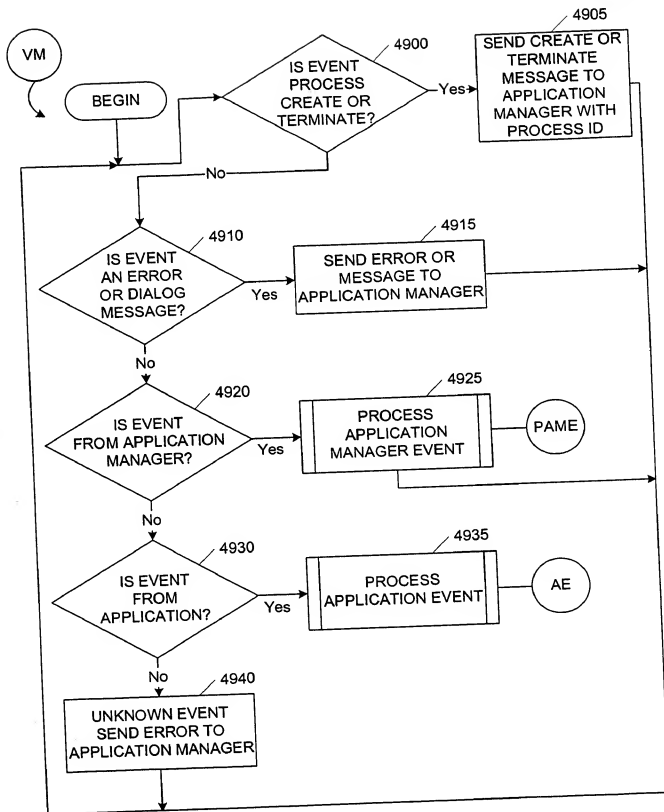 VM
BEGIN
4900
IS EVENT
PROCESS
CREATE OR
TERMINATE?
Yes
4905
SEND CREATE OR
TERMINATE
MESSAGE TO
APPLICATION
MANAGER WITH
PROCESS ID
No
4910
IS EVENT
AN ERROR
OR DIALOG
MESSAGE?
Yes
4915
SEND ERROR OR
MESSAGE TO
APPLICATION MANAGER
No
4920
IS EVENT
FROM APPLICATION
MANAGER?
Yes
4925
PROCESS
APPLICATION
MANAGER EVENT
PAME
No
4930
IS EVENT
FROM
APPLICATION?
Yes
4935
PROCESS
APPLICATION EVENT
AE
No
4940
UNKNOWN EVENT
SEND ERROR TO
APPLICATION MANAGER